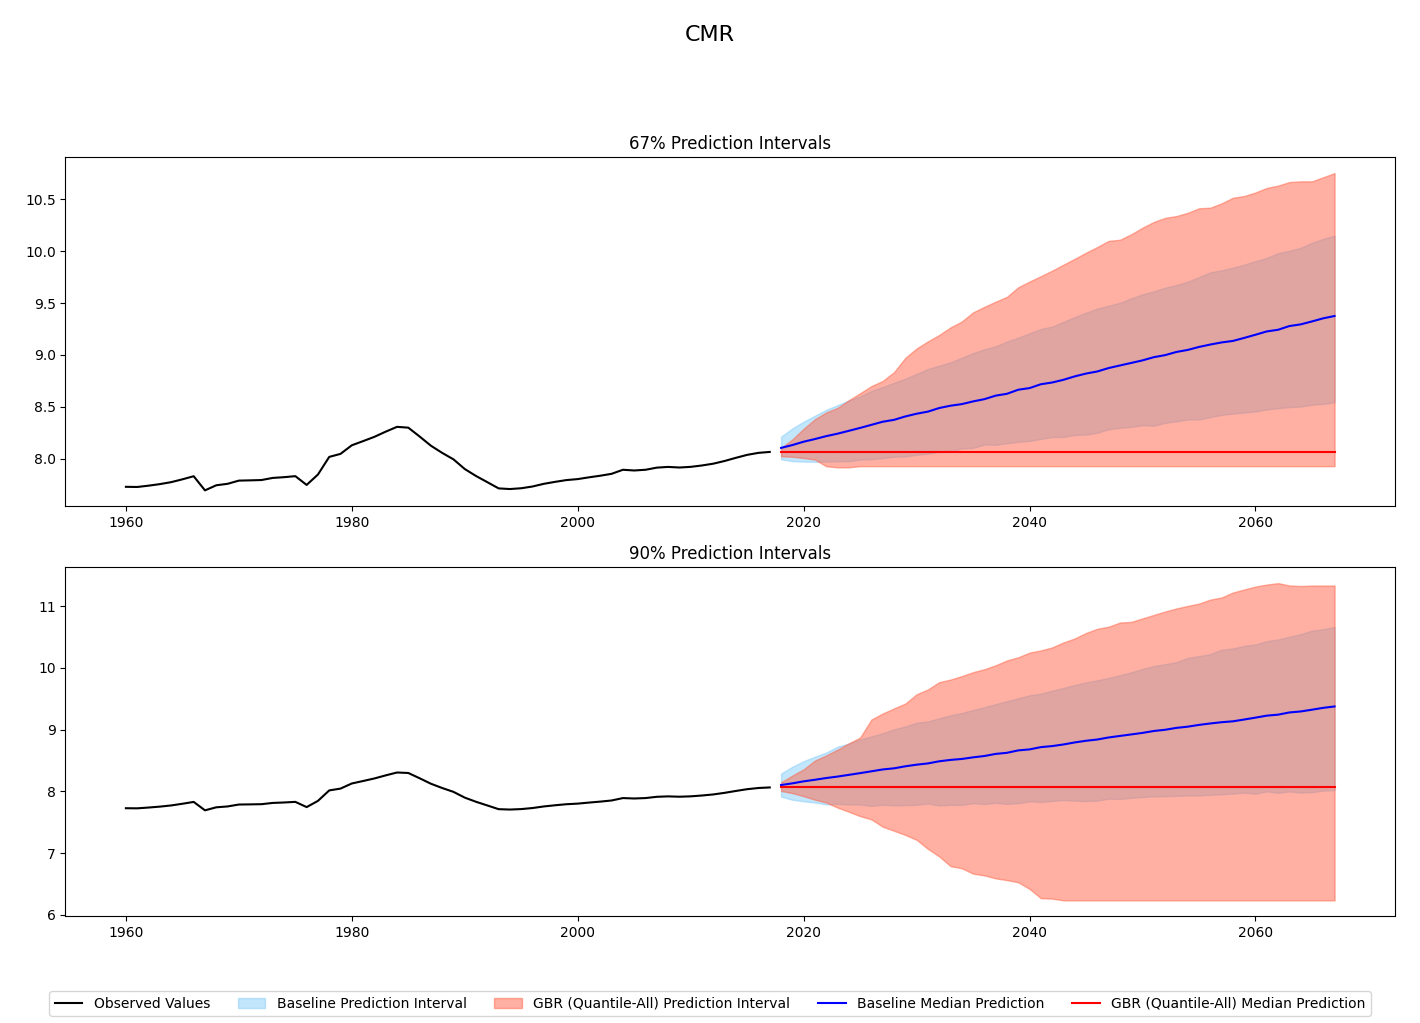 CMR
67% Prediction Intervals
10.5
10.0
9.5
9.0
8.5
8.0
1960 1980 2000 2020 2040 2060
90% Prediction Intervals
11
10
9
8
7
6
1960 1980 2000 2020 2040 2060
Observed Values Baseline Prediction Interval GBR (Quantile-All) Prediction Interval Baseline Median Prediction GBR (Quantile-All) Median Prediction